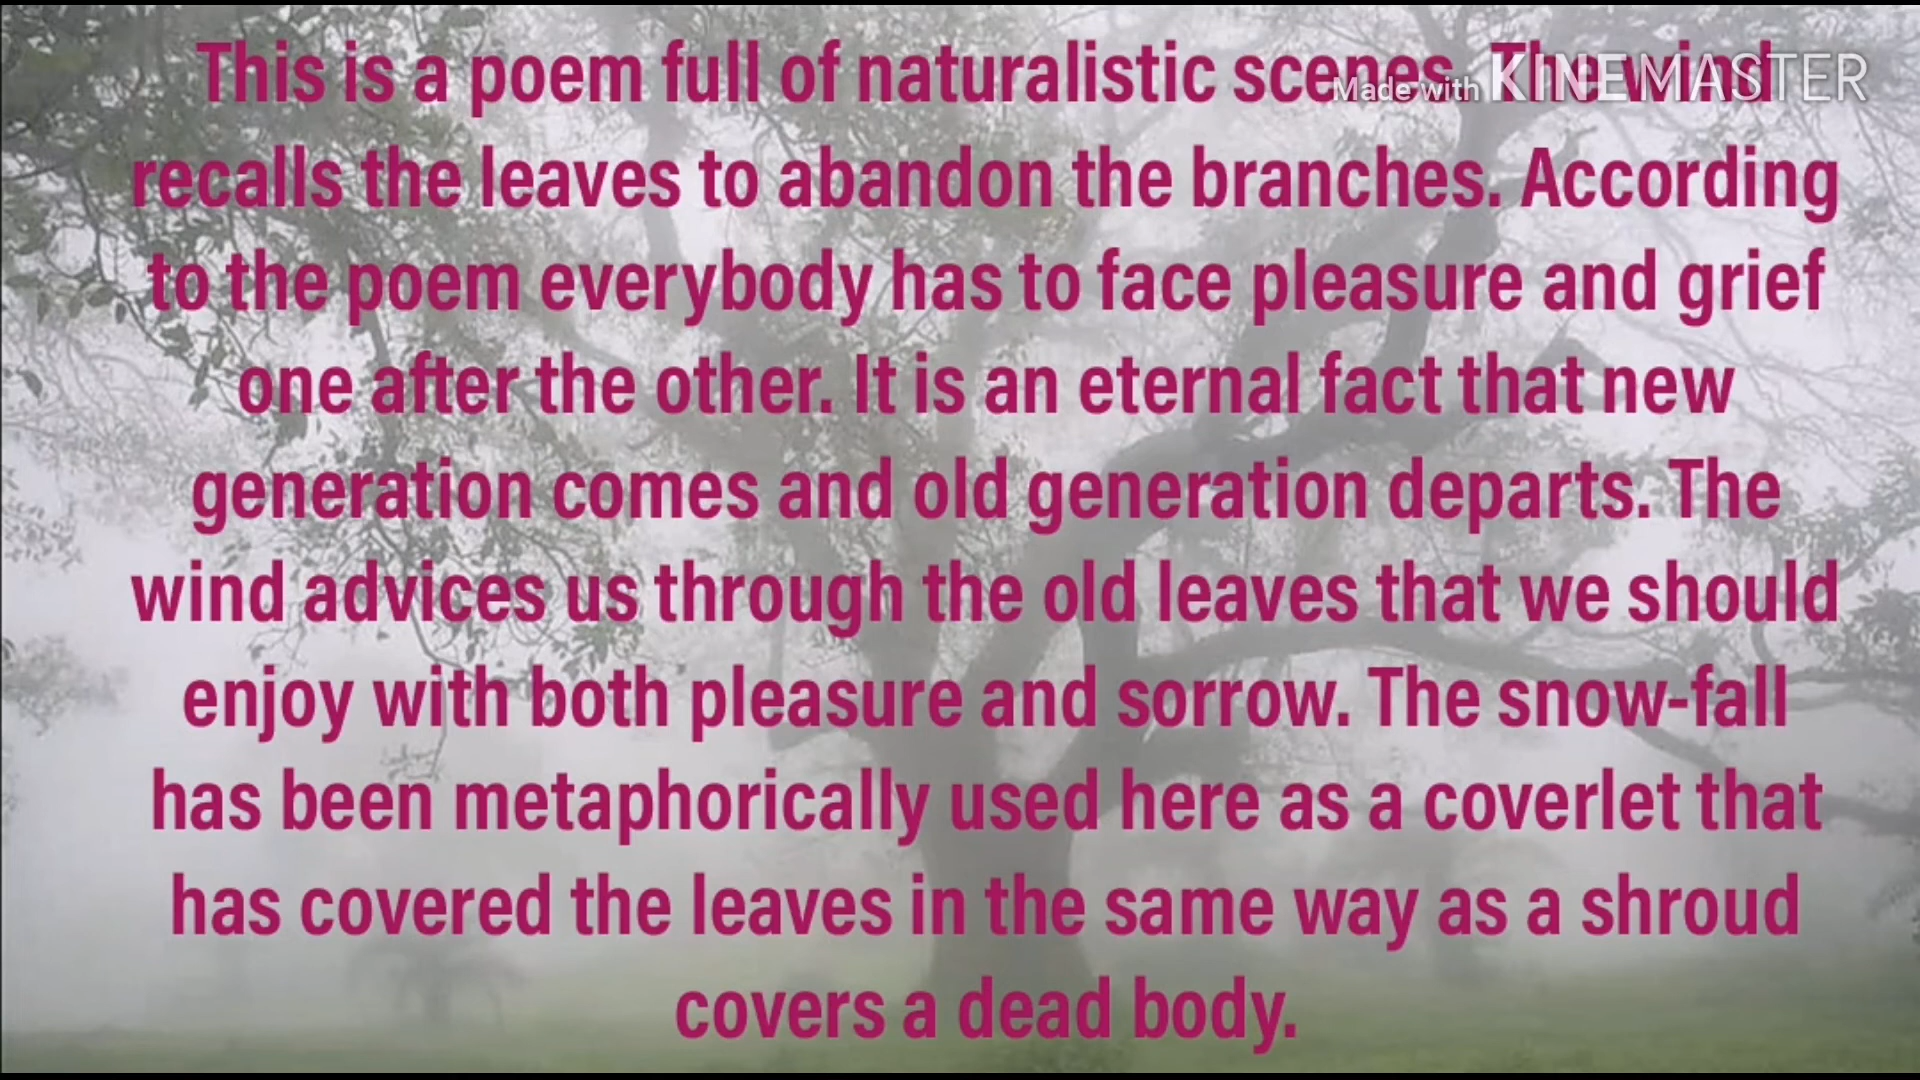 This is a poem full of naturalistic scenes. The wind
Made with KINEMASTER
recalls the leaves to abandon the branches. According
to the poem everybody has to face pleasure and grief
one after the other. It is an eternal fact that new
generation comes and old generation departs. The
wind advices us through the old leaves that we should
enjoy with both pleasure and sorrow. The snow-fall
has been metaphorically used here as a coverlet that
has covered the leaves in the same way as a shroud
covers a dead body.